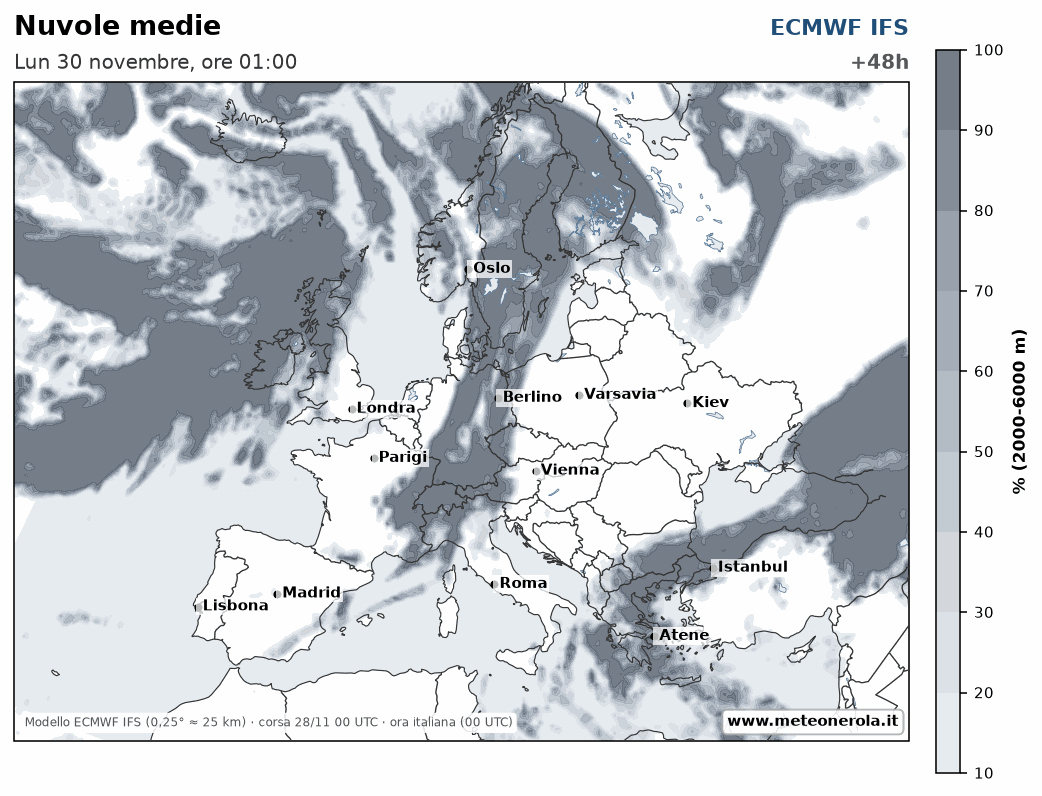 Nuvole medie
ECMWF IFS
Lun 30 novembre, ore 01:00
+48h
Oslo
Londra
Berlino
Varsavia
Kiev
Parigi
Vienna
Istanbul
Roma
Madrid
Lisbona
Atene
Modello ECMWF IFS (0,25° ≈ 25 km) · corsa 28/11 00 UTC · ora italiana (00 UTC)
www.meteonerola.it
100
90
80
70
60
50
40
30
20
10
% (2000-6000 m)